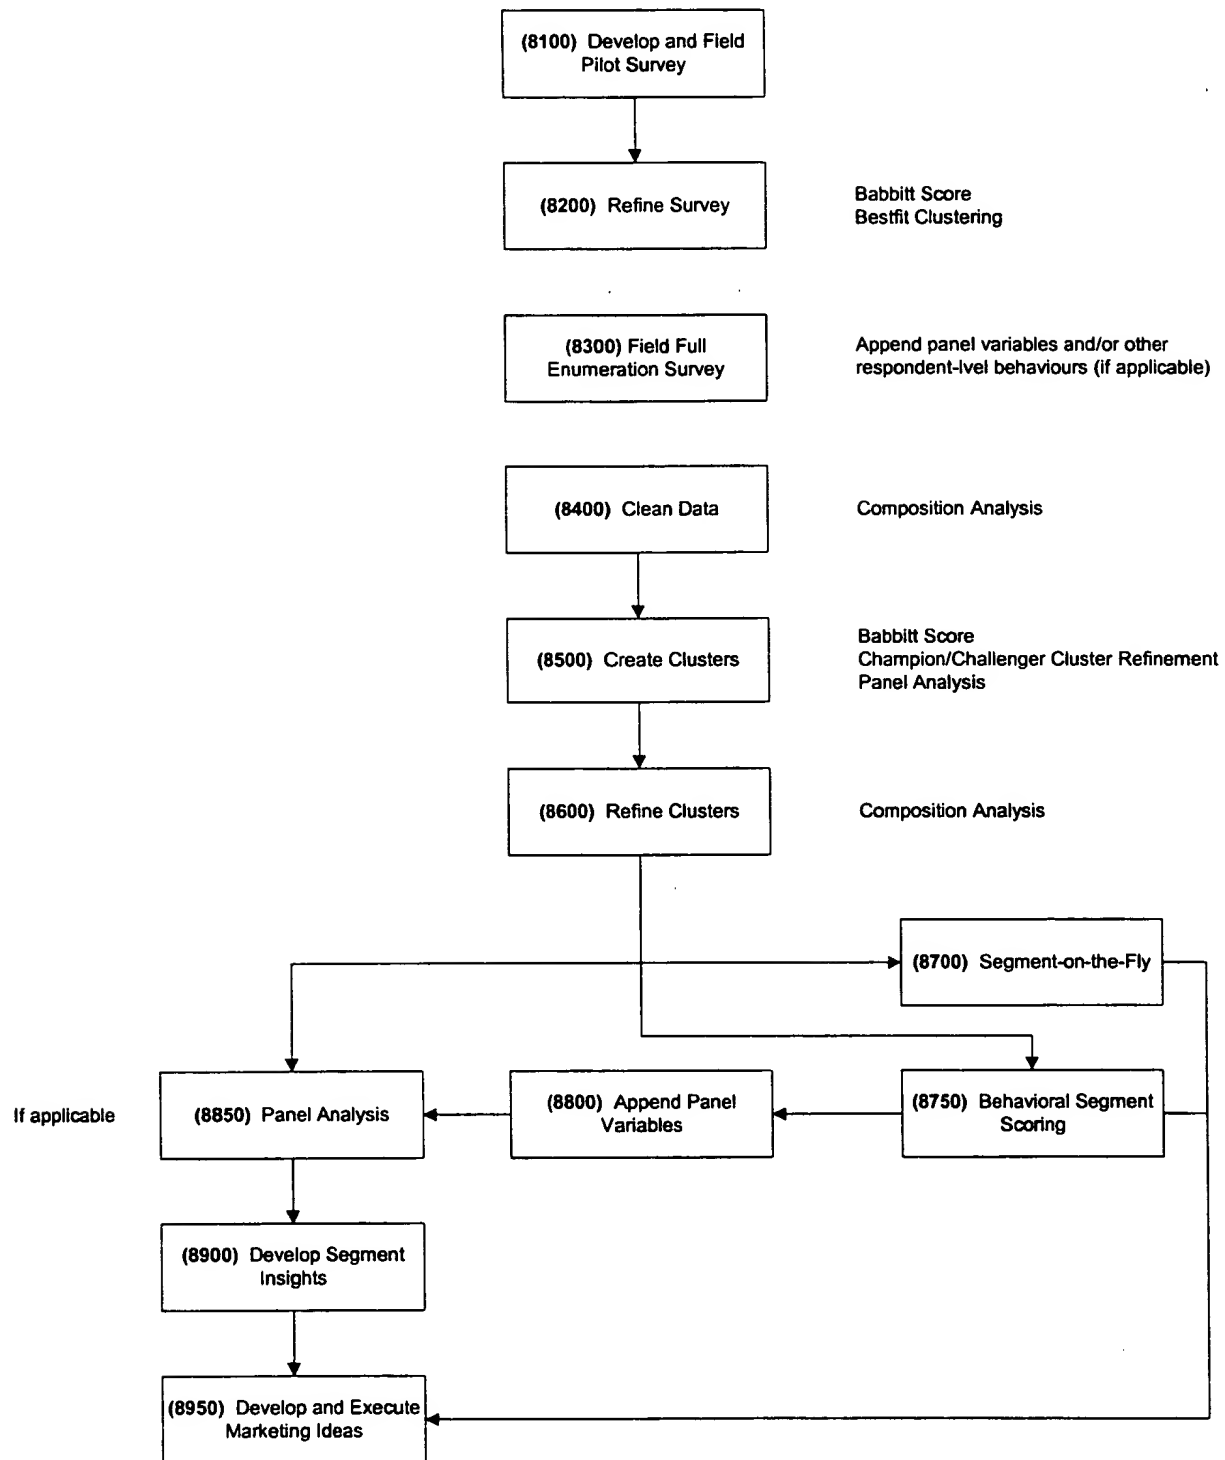 (8100) Develop and Field
Pilot Survey
(8200) Refine Survey
Babbitt Score
Bestfit Clustering
(8300) Field Full
Enumeration Survey
Append panel variables and/or other
respondent-lvel behaviours (if applicable)
(8400) Clean Data
Composition Analysis
(8500) Create Clusters
Babbitt Score
Champion/Challenger Cluster Refinement
Panel Analysis
(8600) Refine Clusters
Composition Analysis
(8700) Segment-on-the-Fly
If applicable
(8850) Panel Analysis
(8800) Append Panel
Variables
(8750) Behavioral Segment
Scoring
(8900) Develop Segment
Insights
(8950) Develop and Execute
Marketing Ideas